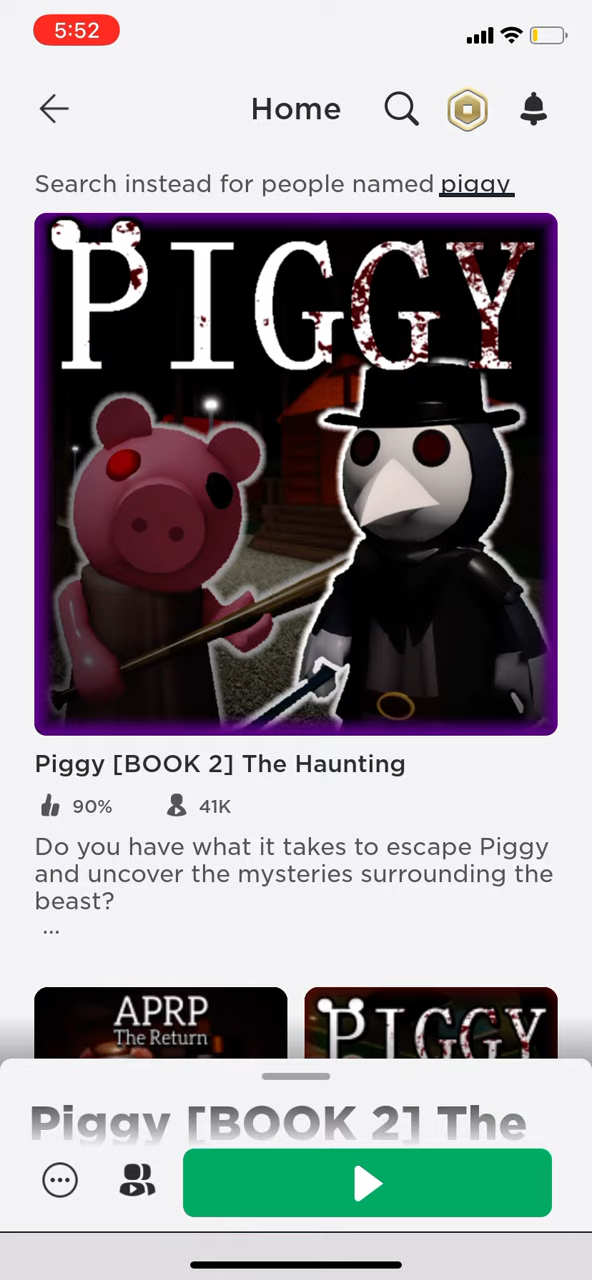 5:52
Home
Search instead for people named piggy
PIGGY
Piggy [BOOK 2] The Haunting
90% 41K
Do you have what it takes to escape Piggy
and uncover the mysteries surrounding the
beast?
...
APRP PIGGY
The Return
Piggy [BOOK 2] The